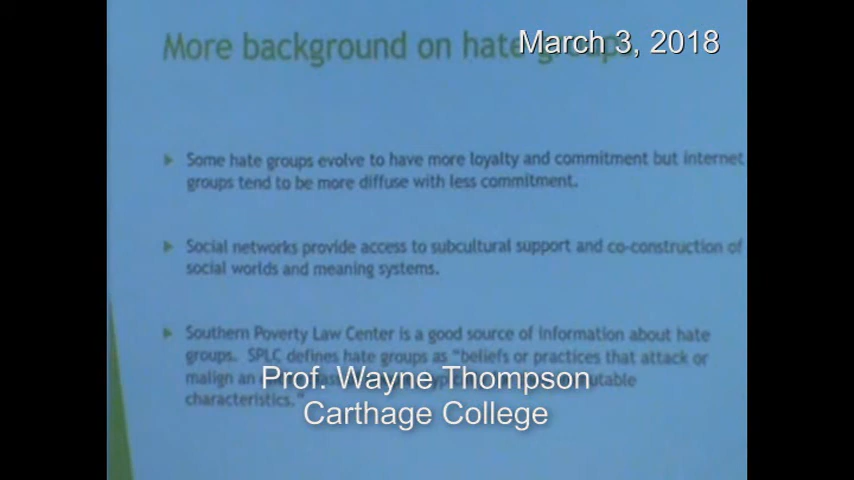 More background on hate groups
March 3, 2018
Some hate groups evolve to have more loyalty and commitment but internet
groups tend to be more diffuse with less commitment.
Social networks provide access to subcultural support and co-construction of
social worlds and meaning systems.
Southern Poverty Law Center is a good source of information about hate
groups. SPLC defines hate groups as "beliefs or practices that attack or
malign an
characteristics."
Prof. Wayne Thompson
Carthage College